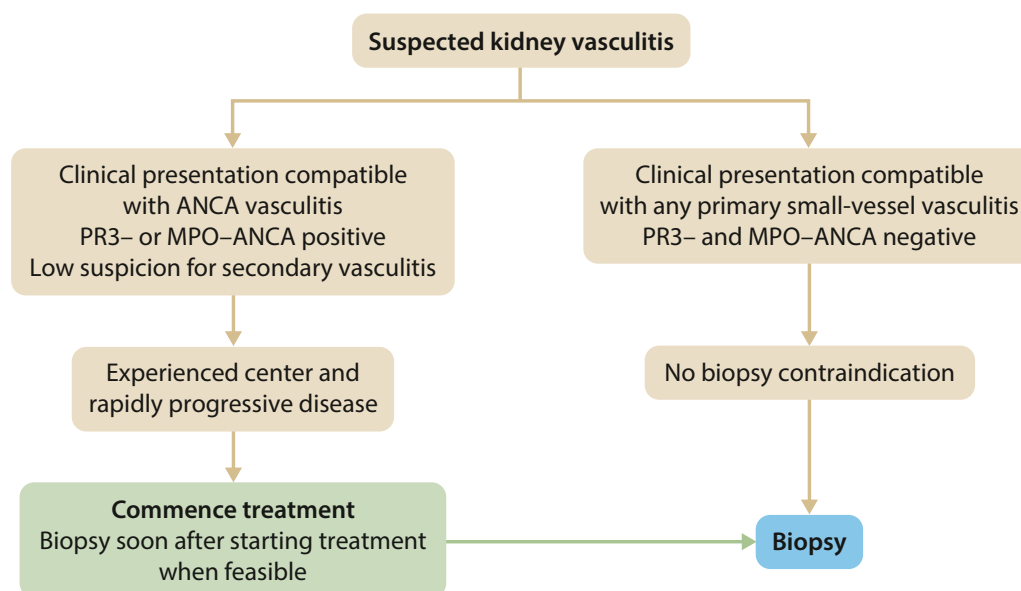 Suspected kidney vasculitis
Clinical presentation compatible
with ANCA vasculitis
PR3– or MPO–ANCA positive
Low suspicion for secondary vasculitis
Clinical presentation compatible
with any primary small-vessel vasculitis
PR3– and MPO–ANCA negative
Experienced center and
rapidly progressive disease
No biopsy contraindication
Commence treatment
Biopsy soon after starting treatment
when feasible
Biopsy